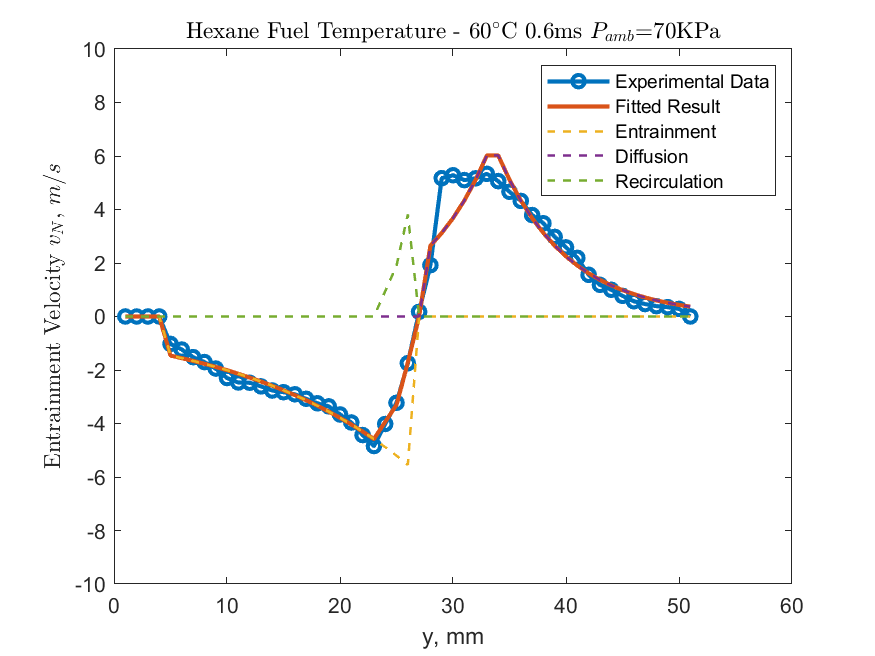 Hexane Fuel Temperature - 60°C 0.6ms P_amb=70KPa
Experimental Data
Fitted Result
Entrainment
Diffusion
Recirculation
Entrainment Velocity v_N, m/s
10
8
6
4
2
0
-2
-4
-6
-8
-10
0 10 20 30 40 50 60
y, mm